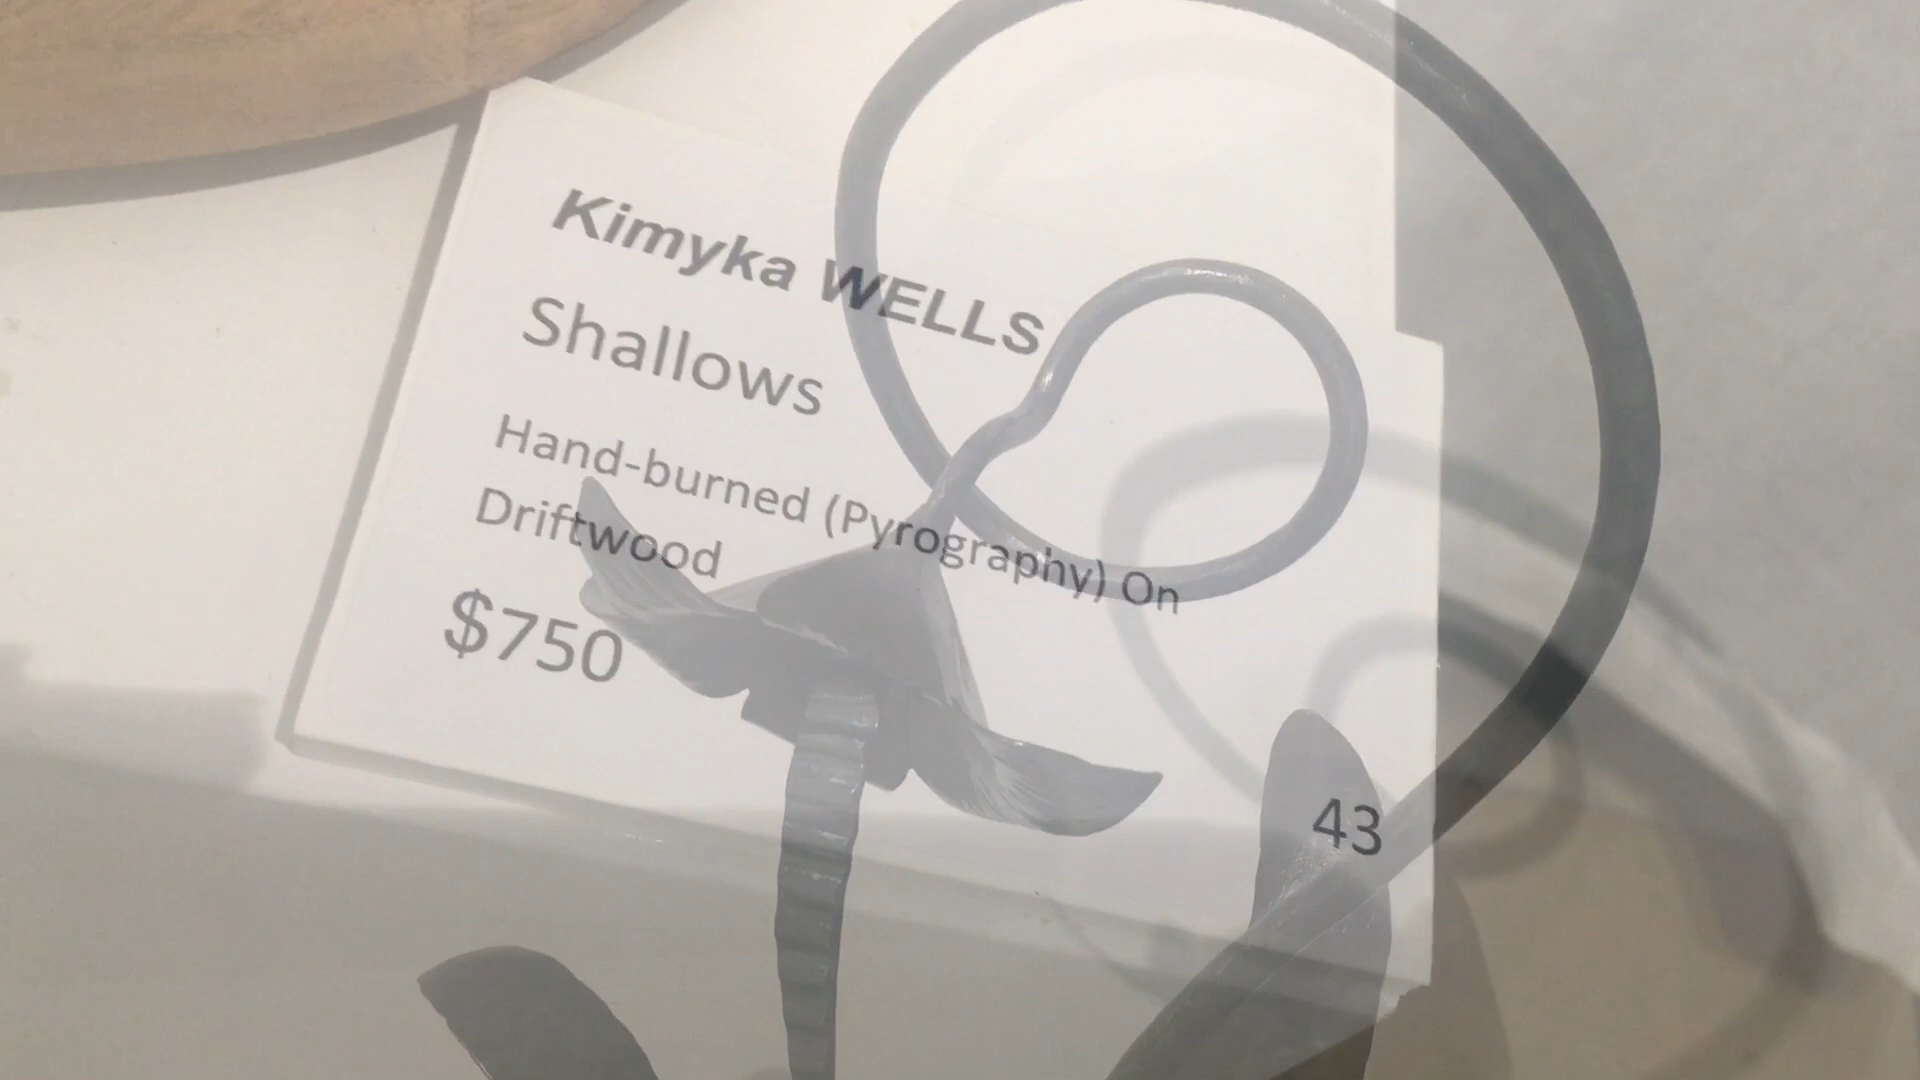 Kimyka WELLS
Shallows
Hand-burned (Pyrography) On
Driftwood
$750
43